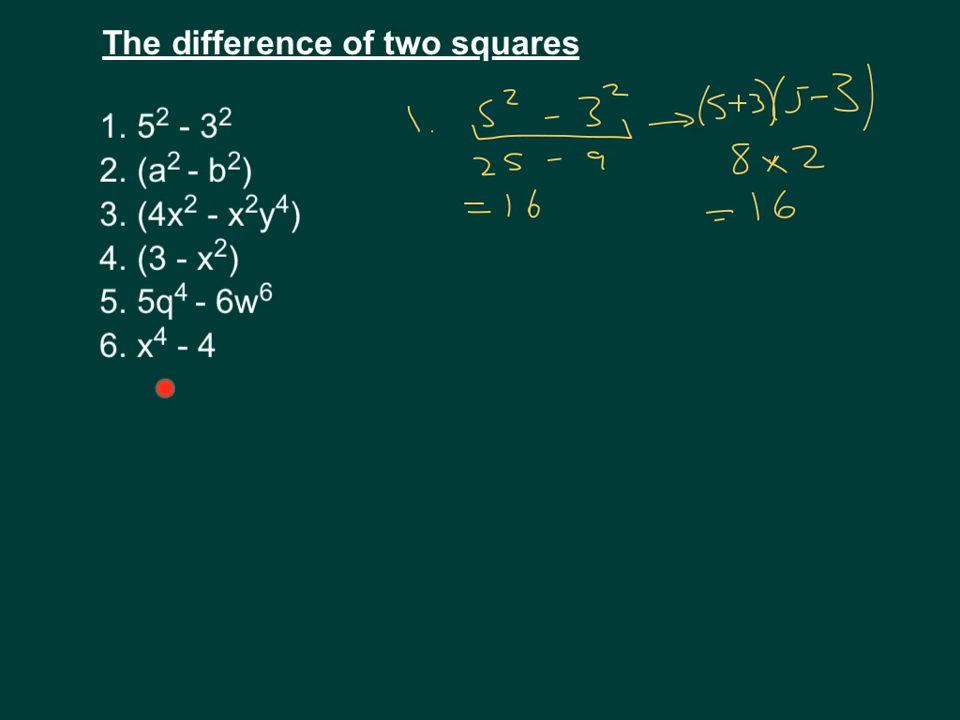 The difference of two squares
1. 5² - 3²
2. (a² - b²)
3. (4x² - x²y⁴)
4. (3 - x²)
5. 5q⁴ - 6w⁶
6. x⁴ - 4
1. 5² - 3² → (5+3)(5-3)
25 - 9
= 16
8 × 2
= 16